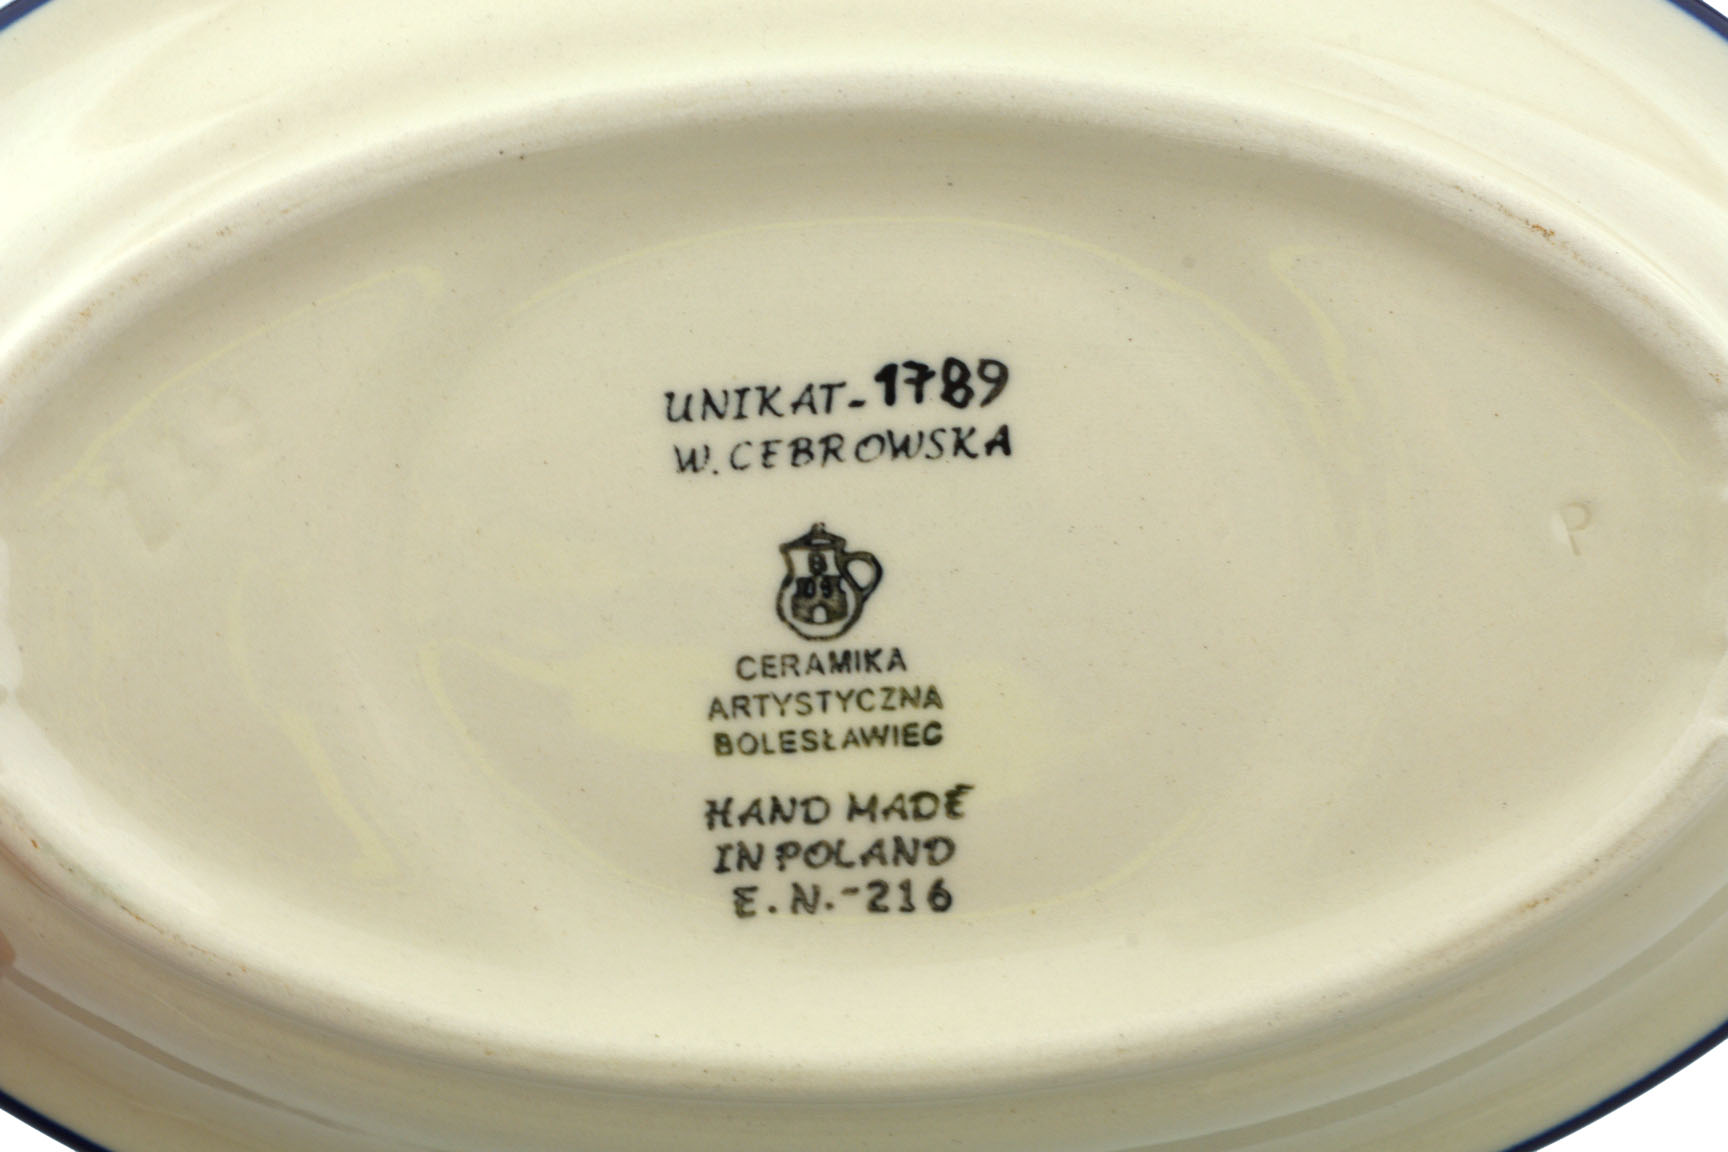 UNIKAT-1789
W. CEBROWSKA
B
CERAMIKA
ARTYSTYCZNA
BOLESŁAWIEC
HAND MADE
IN POLAND
E.N.-216
P